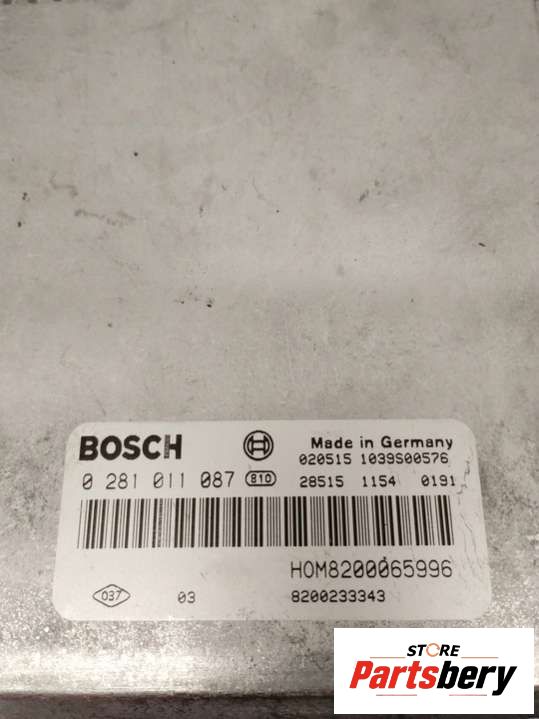 BOSCH
Made in Germany
020515 1039S00576
0 281 011 087 810
28515 1154 0191
HOM8200065996
037 03
8200233343
STORE
Partsbery